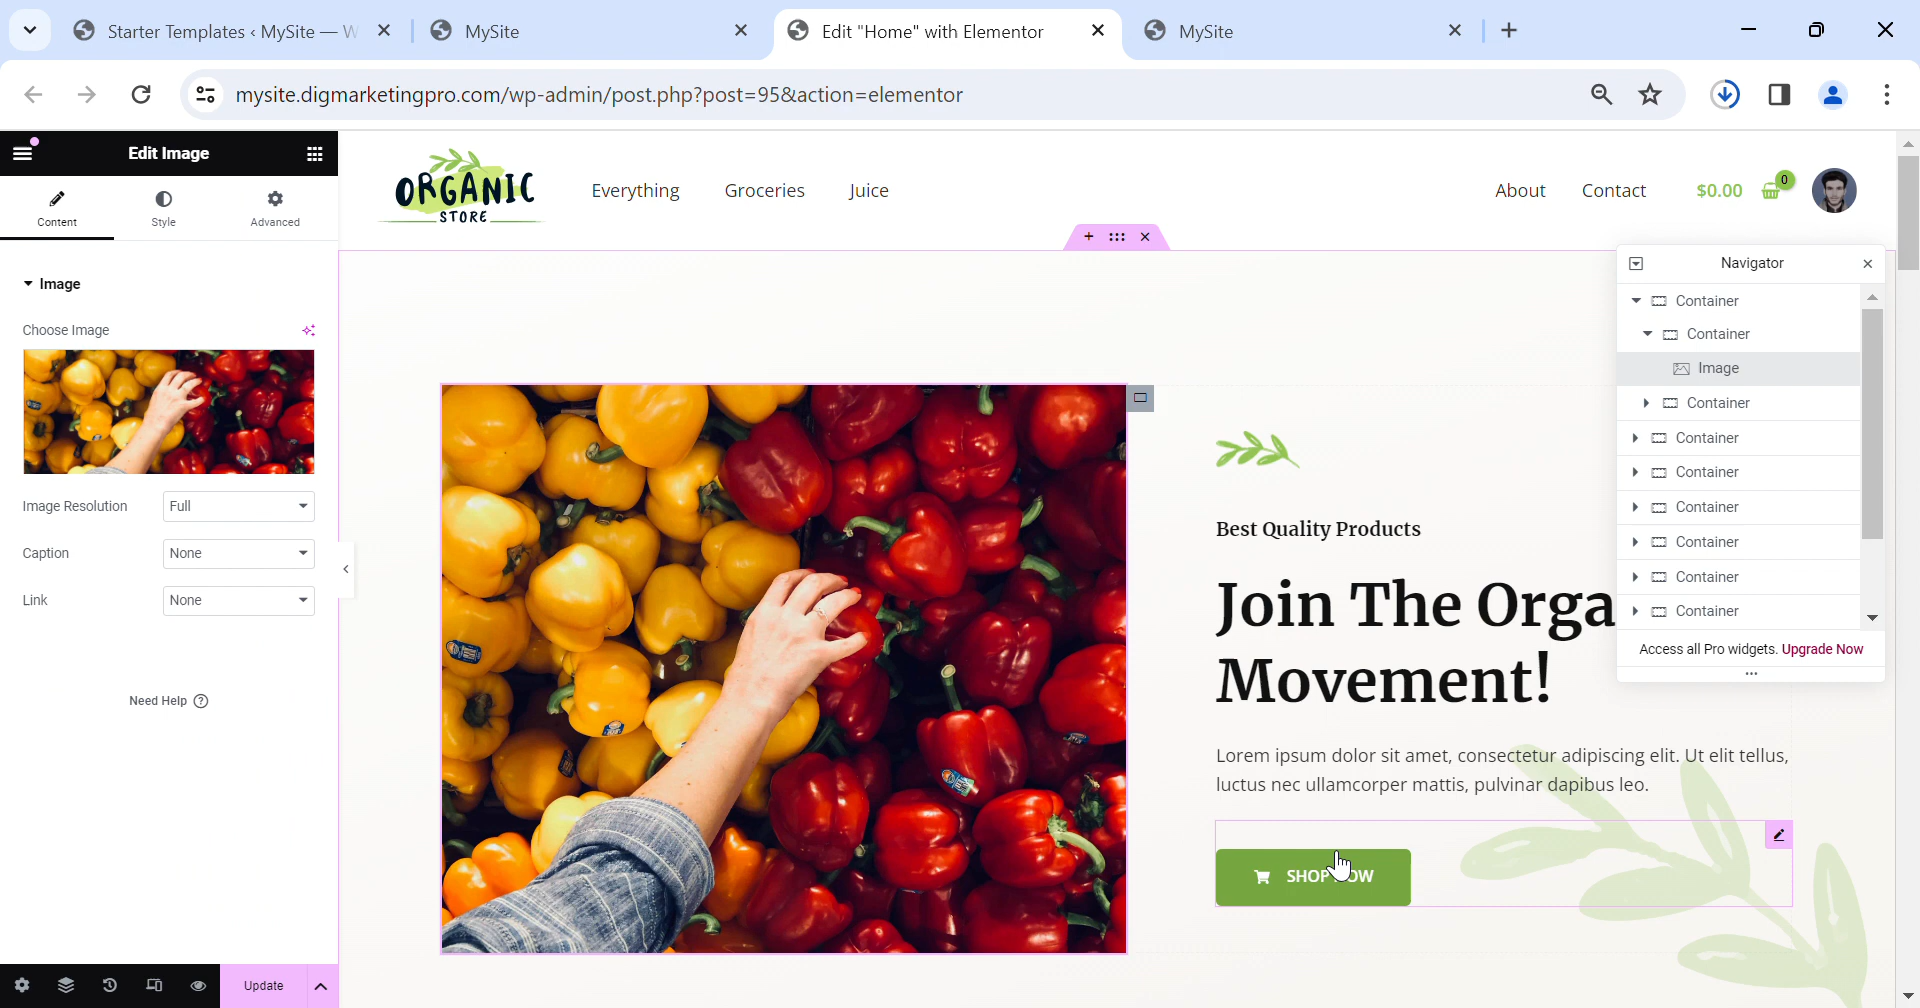 Starter Templates ‹ MySite — W
MySite
Edit "Home" with Elementor
MySite
mysite.digmarketingpro.com/wp-admin/post.php?post=95&action=elementor
Edit Image
Content
Style
Advanced
Image
Choose Image
Image Resolution
Full
Caption
None
Link
None
Need Help
Update
ORGANIC
STORE
Everything
Groceries
Juice
About
Contact
$0.00
0
Best Quality Products
Join The Orga
Movement!
Lorem ipsum dolor sit amet, consectetur adipiscing elit. Ut elit tellus,
luctus nec ullamcorper mattis, pulvinar dapibus leo.
SHOP NOW
Navigator
Container
Container
Image
Container
Container
Container
Container
Container
Container
Container
Access all Pro widgets. Upgrade Now